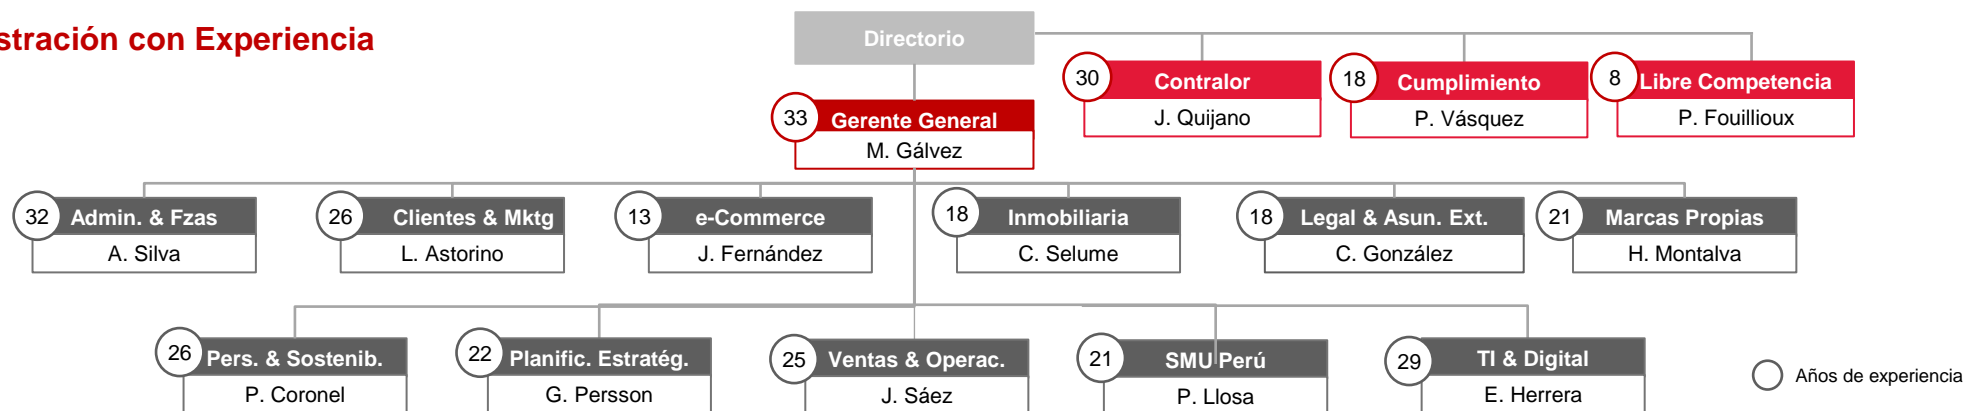 stración con Experiencia
Directorio
30 Contralor
J. Quijano
18 Cumplimiento
P. Vásquez
8 Libre Competencia
P. Fouillioux
33 Gerente General
M. Gálvez
32 Admin. & Fzas
A. Silva
26 Clientes & Mktg
L. Astorino
13 e-Commerce
J. Fernández
18 Inmobiliaria
C. Selume
18 Legal & Asun. Ext.
C. González
21 Marcas Propias
H. Montalva
26 Pers. & Sostenib.
P. Coronel
22 Planific. Estratég.
G. Persson
25 Ventas & Operac.
J. Sáez
21 SMU Perú
P. Llosa
29 TI & Digital
E. Herrera
Años de experiencia